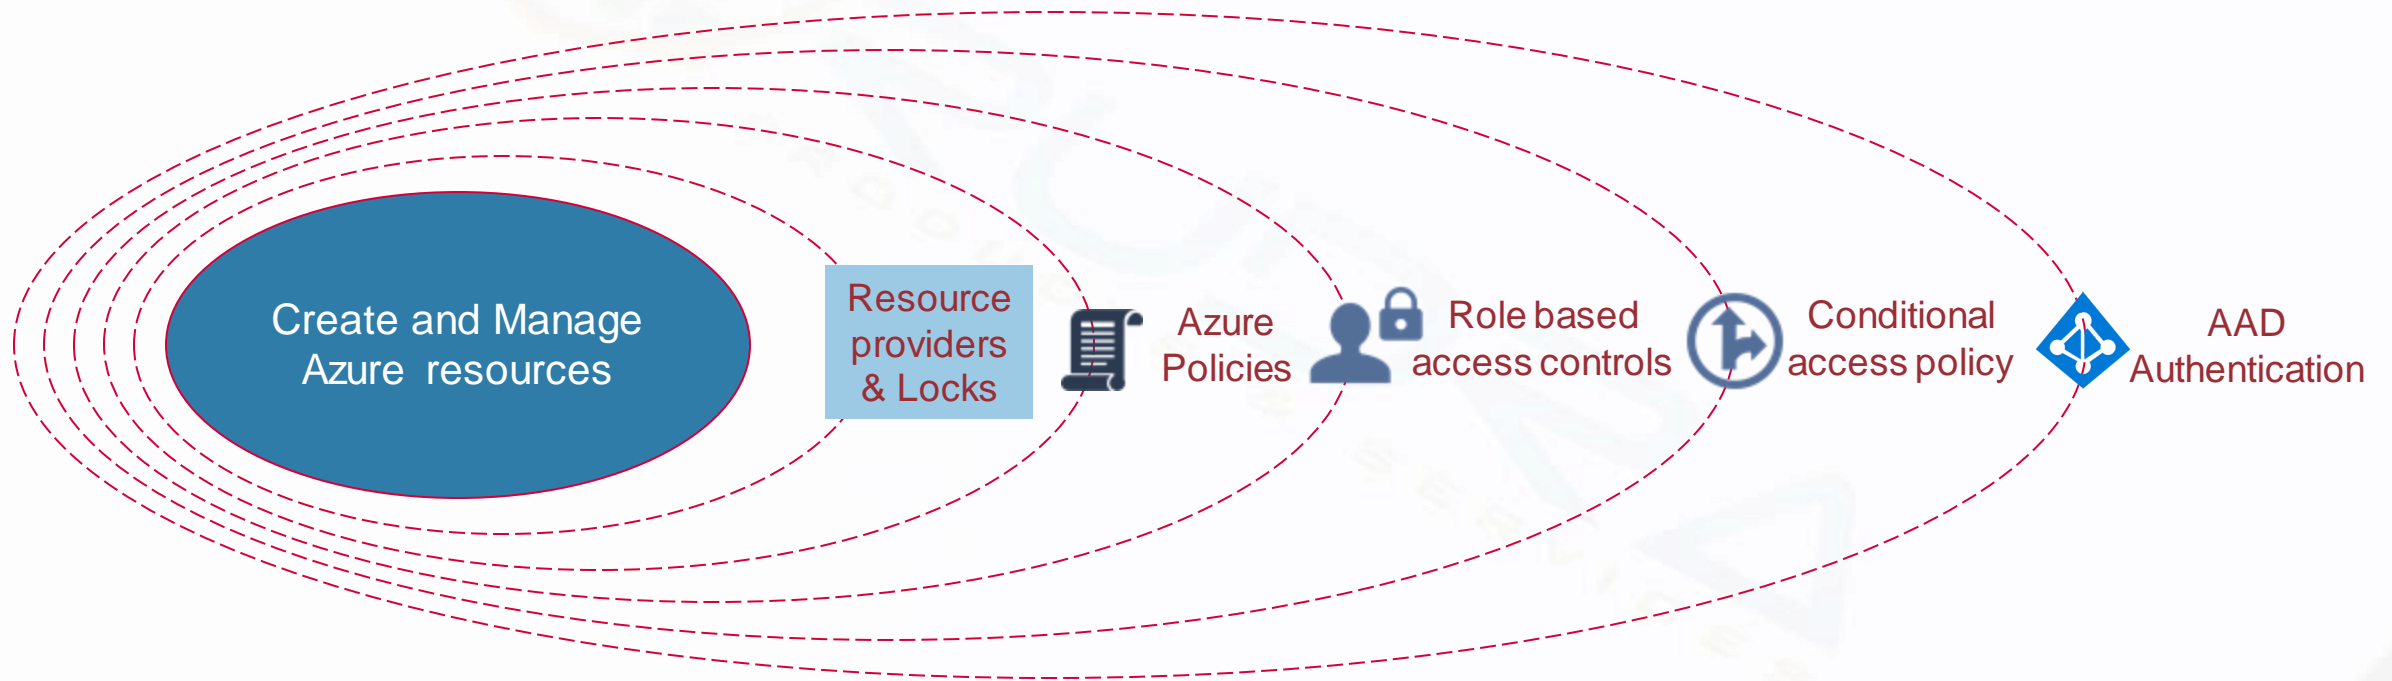 Create and Manage
Azure resources
Resource
providers
& Locks
Azure
Policies
Role based
access controls
Conditional
access policy
AAD
Authentication